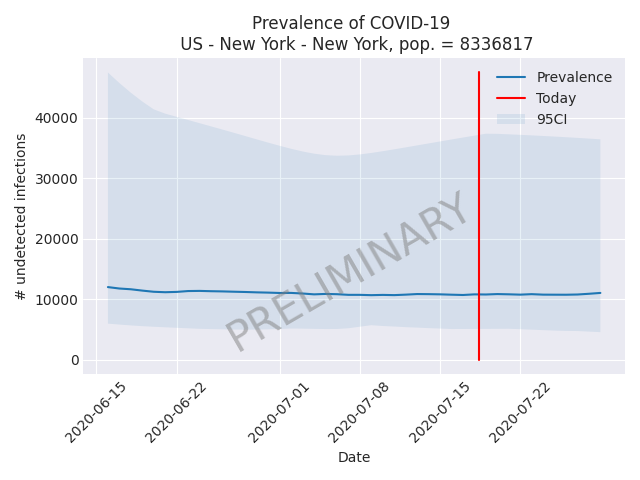 Prevalence of COVID-19
US - New York - New York, pop. = 8336817
# undetected infections
40000
30000
20000
10000
0
Prevalence
Today
95CI
PRELIMINARY
2020-06-15
2020-06-22
2020-07-01
2020-07-08
2020-07-15
2020-07-22
Date